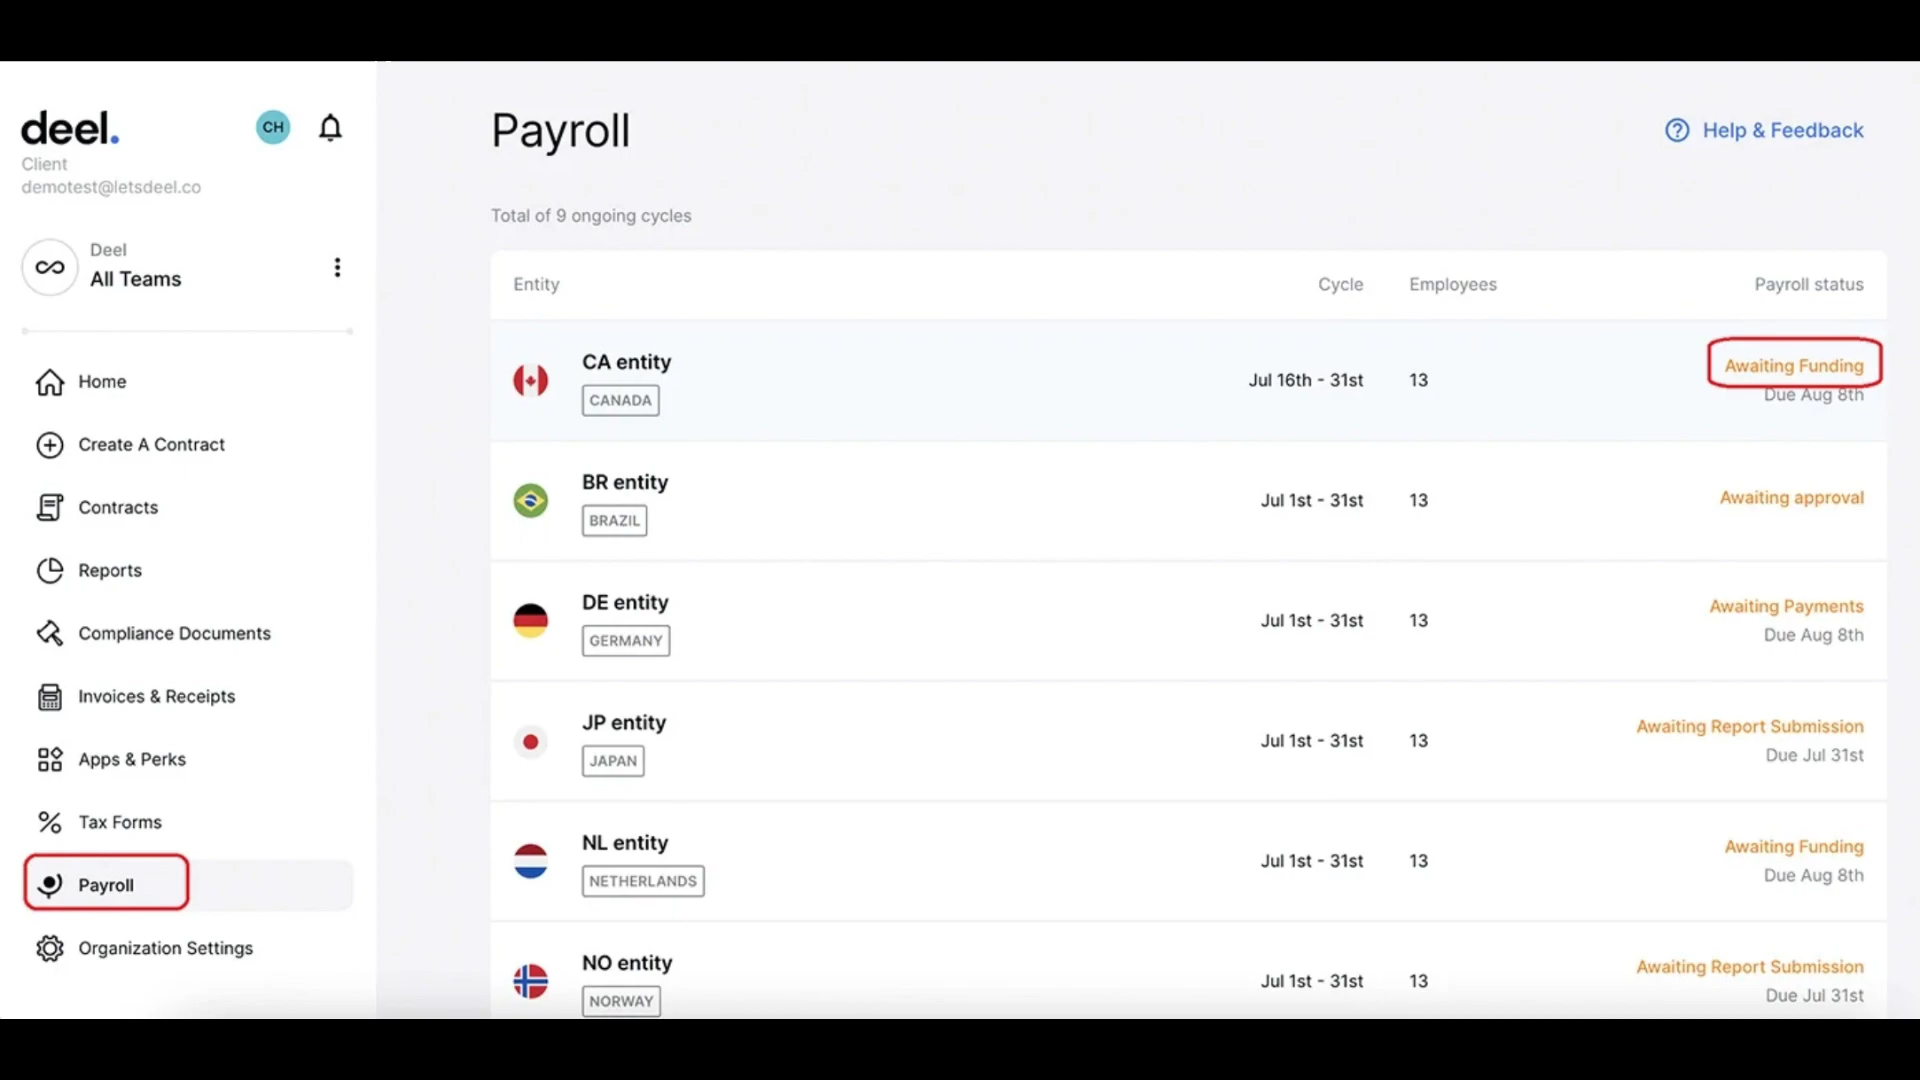 deel.
CH
Client
demotest@letsdeel.co
Deel
All Teams
Home
Create A Contract
Contracts
Reports
Compliance Documents
Invoices & Receipts
Apps & Perks
Tax Forms
Payroll
Organization Settings
Payroll
Help & Feedback
Total of 9 ongoing cycles
Entity Cycle Employees Payroll status
CA entity
CANADA
Jul 16th - 31st 13
Awaiting Funding
Due Aug 8th
BR entity
BRAZIL
Jul 1st - 31st 13
Awaiting approval
DE entity
GERMANY
Jul 1st - 31st 13
Awaiting Payments
Due Aug 8th
JP entity
JAPAN
Jul 1st - 31st 13
Awaiting Report Submission
Due Jul 31st
NL entity
NETHERLANDS
Jul 1st - 31st 13
Awaiting Funding
Due Aug 8th
NO entity
NORWAY
Jul 1st - 31st 13
Awaiting Report Submission
Due Jul 31st